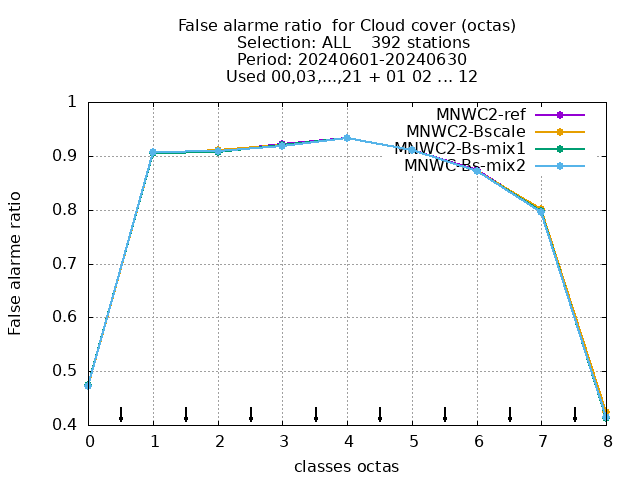 False alarme ratio  for Cloud cover (octas)
Selection: ALL    392 stations
Period: 20240601-20240630
Used 00,03,...,21 + 01 02 ... 12
MNWC2-ref
MNWC2-Bscale
MNWC2-Bs-mix1
MNWC-Bs-mix2
1
0.9
0.8
0.7
0.6
0.5
0.4
False alarme ratio
0 1 2 3 4 5 6 7 8
classes octas